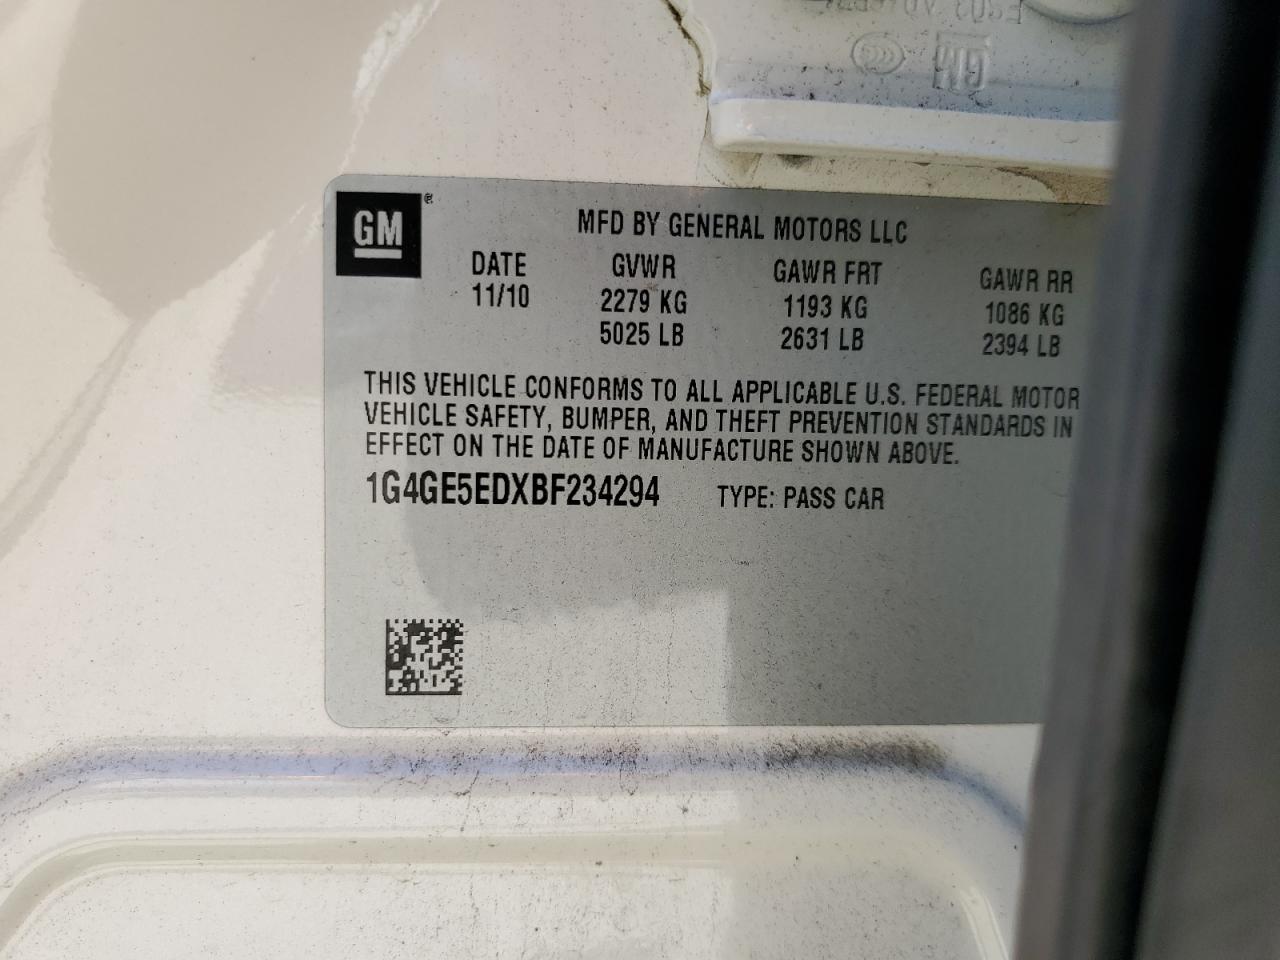 GM
GM ®
MFD BY GENERAL MOTORS LLC
DATE GVWR GAWR FRT GAWR RR
11/10 2279 KG 1193 KG 1086 KG
5025 LB 2631 LB 2394 LB
THIS VEHICLE CONFORMS TO ALL APPLICABLE U.S. FEDERAL MOTOR
VEHICLE SAFETY, BUMPER, AND THEFT PREVENTION STANDARDS IN
EFFECT ON THE DATE OF MANUFACTURE SHOWN ABOVE.
1G4GE5EDXBF234294 TYPE: PASS CAR